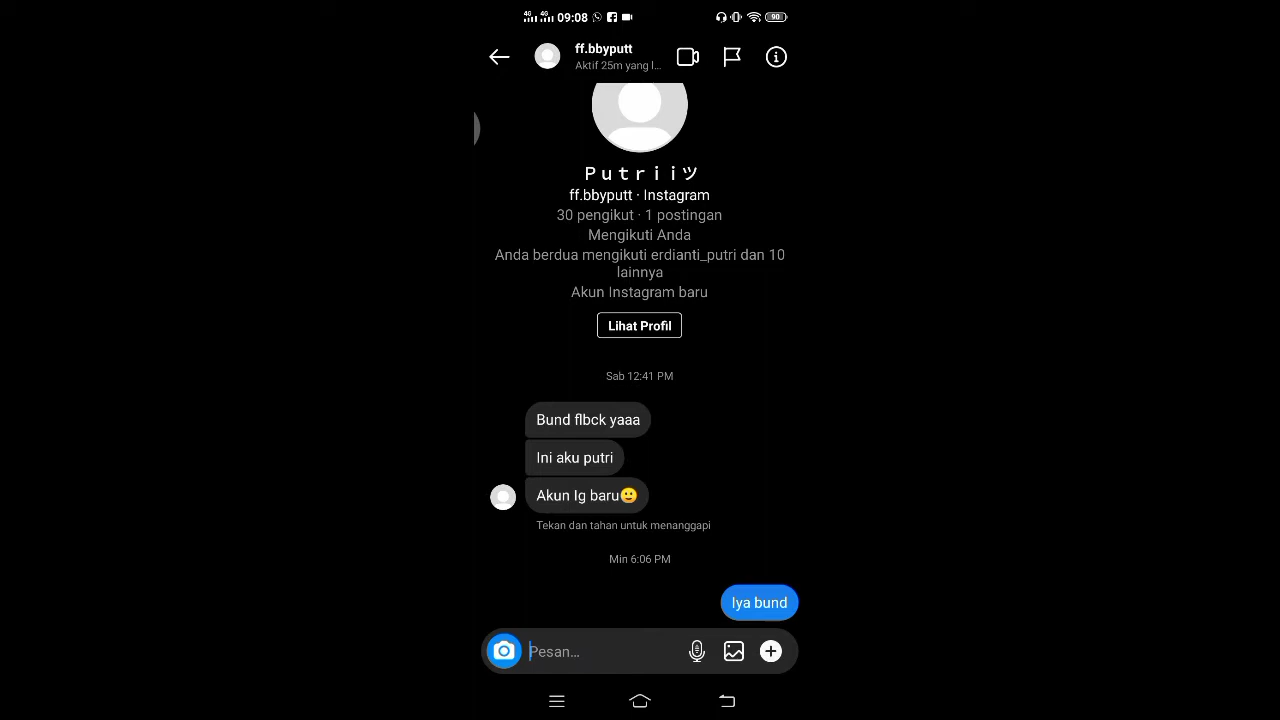 4G 4G 09:08 90
ff.bbyputt
Aktif 25m yang l...
Ｐｕｔｒｉｉツ
ff.bbyputt · Instagram
30 pengikut · 1 postingan
Mengikuti Anda
Anda berdua mengikuti erdianti_putri dan 10
lainnya
Akun Instagram baru
Lihat Profil
Sab 12:41 PM
Bund flbck yaaa
Ini aku putri
Akun Ig baru🙂
Tekan dan tahan untuk menanggapi
Min 6:06 PM
Iya bund
Pesan...